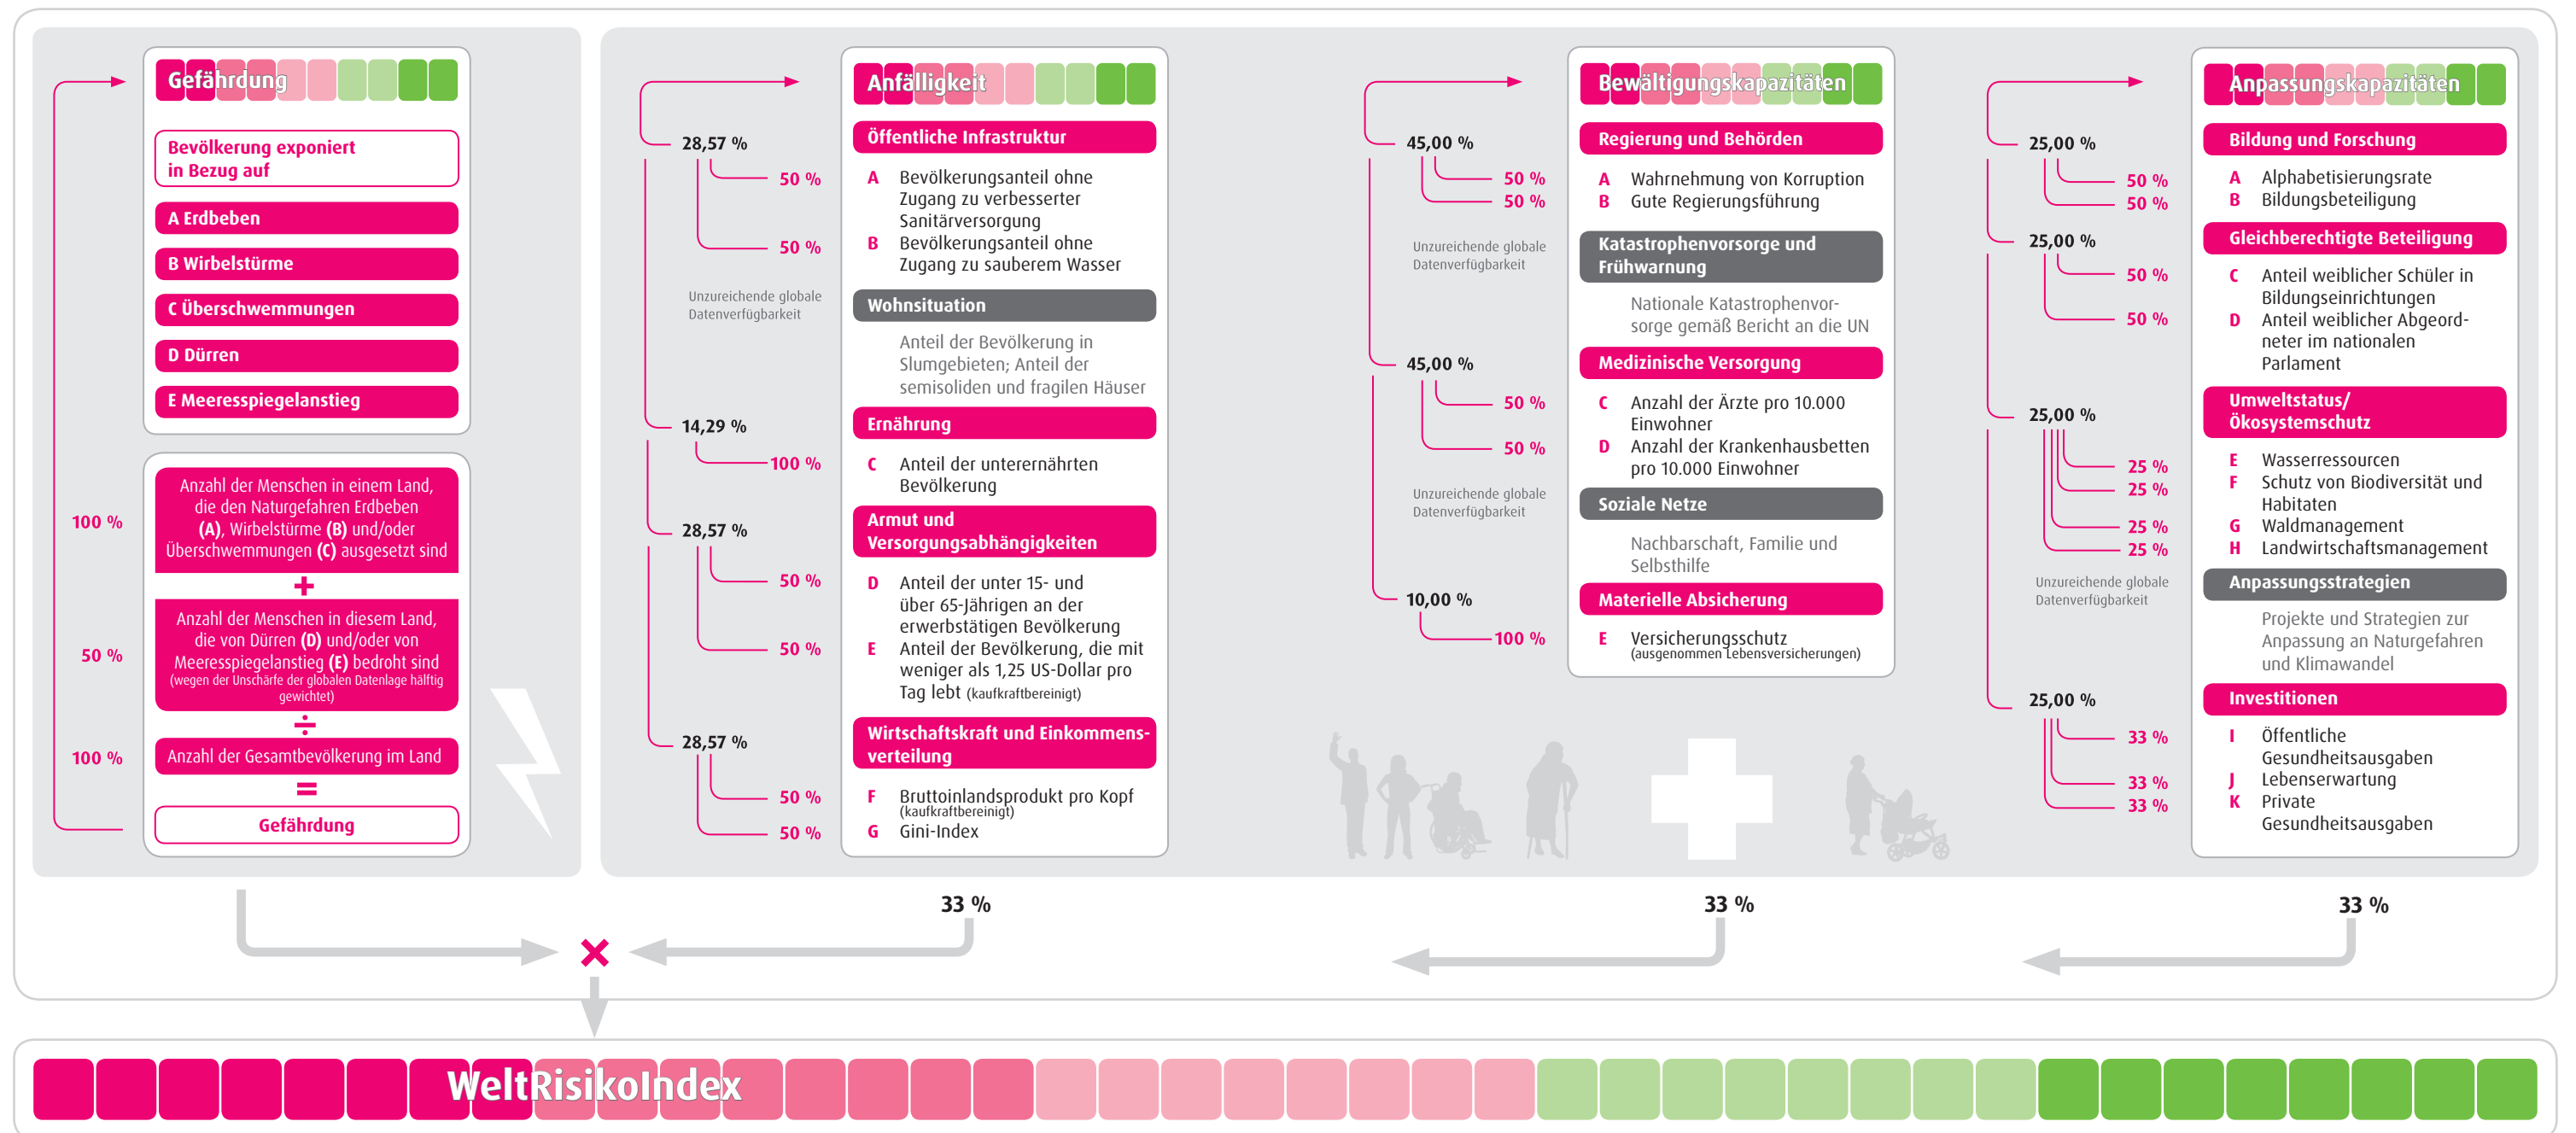 Gefährdung
Bevölkerung exponiert
in Bezug auf
A Erdbeben
B Wirbelstürme
C Überschwemmungen
D Dürren
E Meeresspiegelanstieg
100 %
Anzahl der Menschen in einem Land,
die den Naturgefahren Erdbeben
(A), Wirbelstürme (B) und/oder
Überschwemmungen (C) ausgesetzt sind
+
50 %
Anzahl der Menschen in diesem Land,
die von Dürren (D) und/oder von
Meeresspiegelanstieg (E) bedroht sind
(wegen der Unschärfe der globalen Datenlage hälftig
gewichtet)
÷
100 %
Anzahl der Gesamtbevölkerung im Land
=
Gefährdung
Anfälligkeit
28,57 %
Öffentliche Infrastruktur
50 %
A Bevölkerungsanteil ohne
Zugang zu verbesserter
Sanitärversorgung
50 %
B Bevölkerungsanteil ohne
Zugang zu sauberem Wasser
Unzureichende globale
Datenverfügbarkeit
Wohnsituation
Anteil der Bevölkerung in
Slumgebieten; Anteil der
semisoliden und fragilen Häuser
14,29 %
Ernährung
100 %
C Anteil der unterernährten
Bevölkerung
28,57 %
Armut und
Versorgungsabhängigkeiten
50 %
D Anteil der unter 15- und
über 65-Jährigen an der
erwerbstätigen Bevölkerung
50 %
E Anteil der Bevölkerung, die mit
weniger als 1,25 US-Dollar pro
Tag lebt (kaufkraftbereinigt)
28,57 %
Wirtschaftskraft und Einkommens-
verteilung
50 %
F Bruttoinlandsprodukt pro Kopf
(kaufkraftbereinigt)
50 %
G Gini-Index
Bewältigungskapazitäten
45,00 %
Regierung und Behörden
50 %
A Wahrnehmung von Korruption
50 %
B Gute Regierungsführung
Unzureichende globale
Datenverfügbarkeit
Katastrophenvorsorge und
Frühwarnung
Nationale Katastrophenvor-
sorge gemäß Bericht an die UN
45,00 %
Medizinische Versorgung
50 %
C Anzahl der Ärzte pro 10.000
Einwohner
50 %
D Anzahl der Krankenhausbetten
pro 10.000 Einwohner
Unzureichende globale
Datenverfügbarkeit
Soziale Netze
Nachbarschaft, Familie und
Selbsthilfe
10,00 %
Materielle Absicherung
100 %
E Versicherungsschutz
(ausgenommen Lebensversicherungen)
Anpassungskapazitäten
25,00 %
Bildung und Forschung
50 %
A Alphabetisierungsrate
50 %
B Bildungsbeteiligung
25,00 %
Gleichberechtigte Beteiligung
50 %
C Anteil weiblicher Schüler in
Bildungseinrichtungen
50 %
D Anteil weiblicher Abgeord-
neter im nationalen
Parlament
25,00 %
Umweltstatus/
Ökosystemschutz
25 %
E Wasserressourcen
25 %
F Schutz von Biodiversität und
Habitaten
25 %
G Waldmanagement
25 %
H Landwirtschaftsmanagement
Unzureichende globale
Datenverfügbarkeit
Anpassungsstrategien
Projekte und Strategien zur
Anpassung an Naturgefahren
und Klimawandel
25,00 %
Investitionen
33 %
I Öffentliche
Gesundheitsausgaben
33 %
J Lebenserwartung
33 %
K Private
Gesundheitsausgaben
33 %
33 %
33 %
×
WeltRisikoIndex